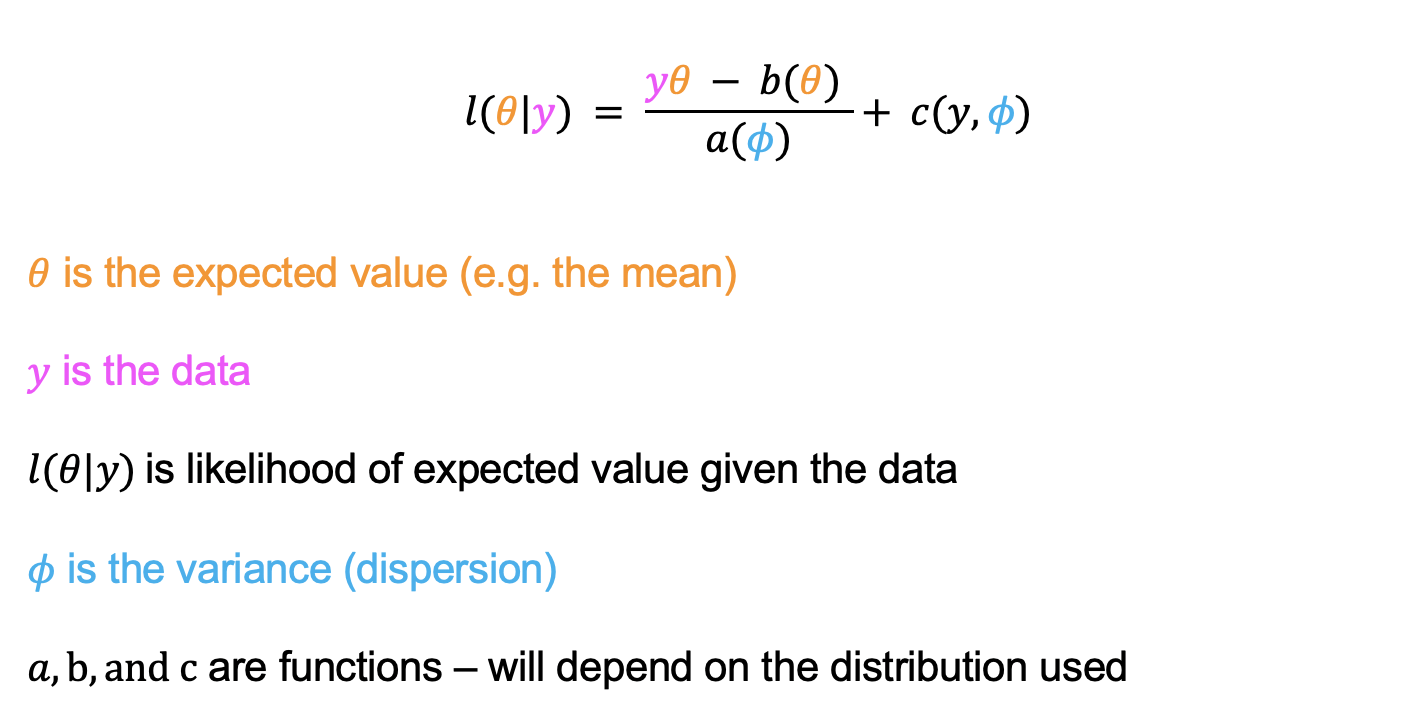 l(θ|y) = yθ − b(θ) / a(ϕ) + c(y, ϕ)
θ is the expected value (e.g. the mean)
y is the data
l(θ|y) is likelihood of expected value given the data
ϕ is the variance (dispersion)
a, b, and c are functions – will depend on the distribution used